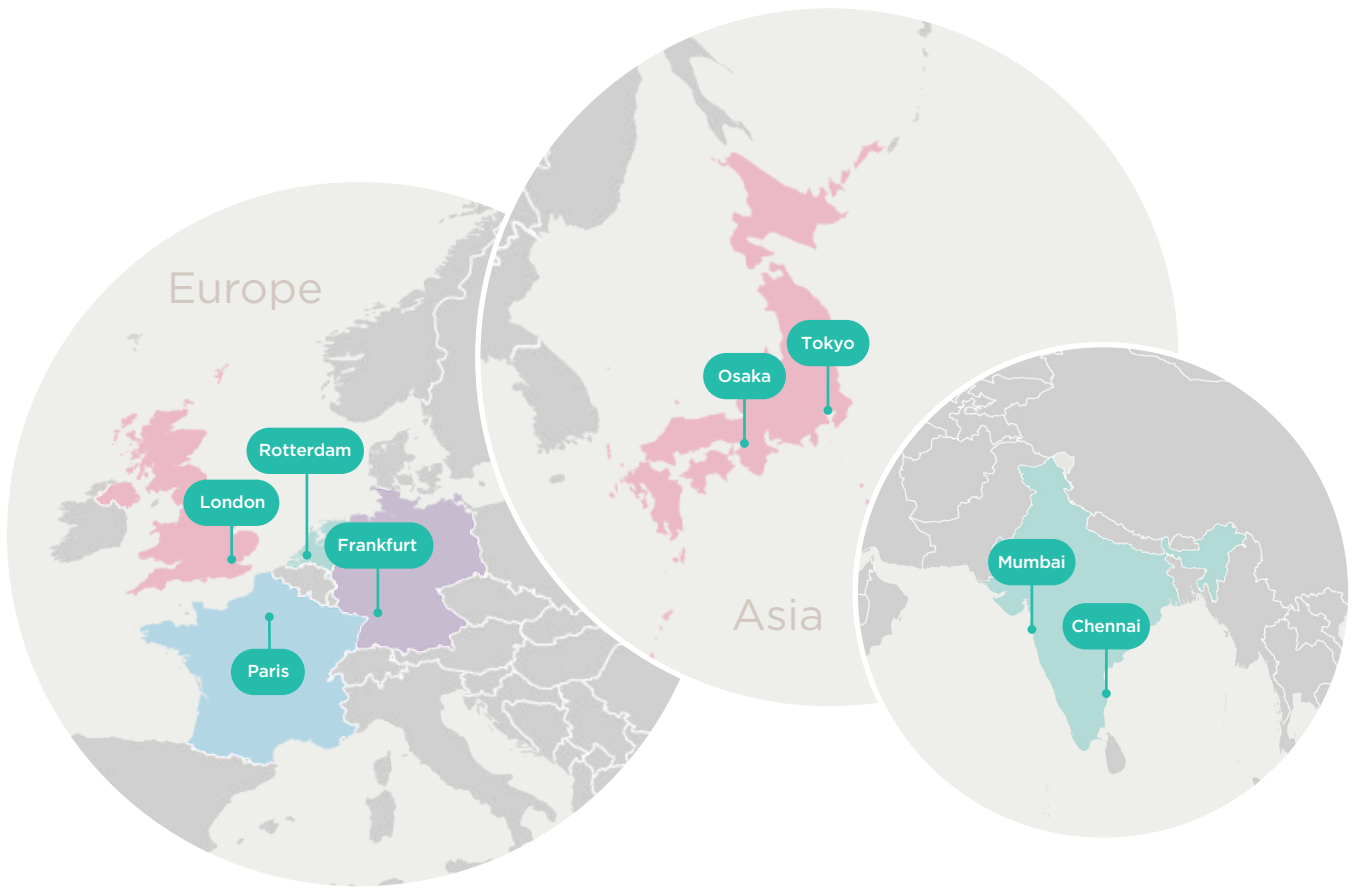 Europe
Rotterdam
London
Frankfurt
Paris
Tokyo
Osaka
Asia
Mumbai
Chennai